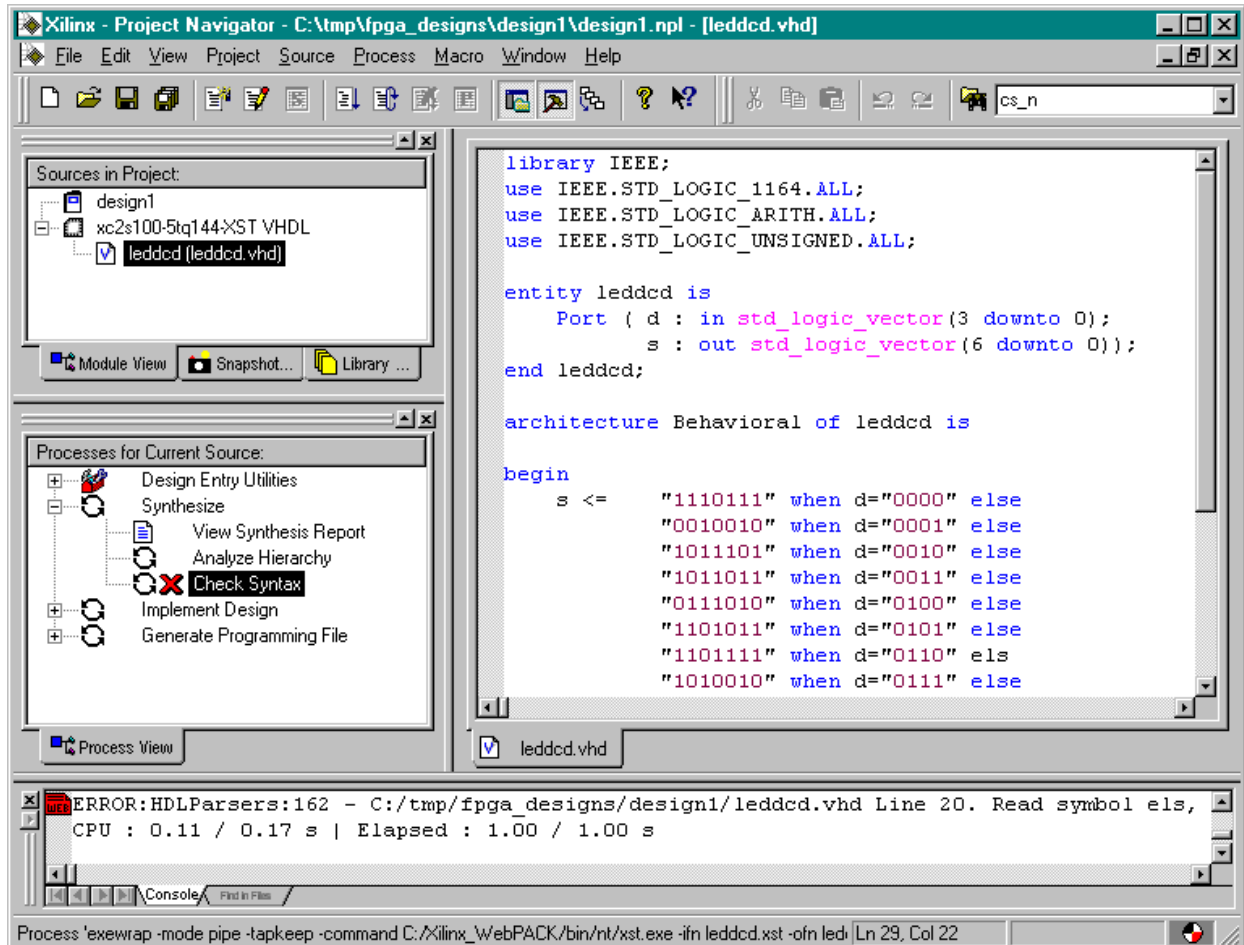 Xilinx - Project Navigator - C:\tmp\fpga_designs\design1\design1.npl - [leddcd.vhd]
File Edit View Project Source Process Macro Window Help
cs_n
Sources in Project:
design1
xc2s100-5tq144-XST VHDL
leddcd (leddcd.vhd)
Module View Snapshot... Library ...
Processes for Current Source:
Design Entry Utilities
Synthesize
View Synthesis Report
Analyze Hierarchy
Check Syntax
Implement Design
Generate Programming File
Process View
library IEEE;
use IEEE.STD_LOGIC_1164.ALL;
use IEEE.STD_LOGIC_ARITH.ALL;
use IEEE.STD_LOGIC_UNSIGNED.ALL;
entity leddcd is
Port ( d : in std_logic_vector(3 downto 0);
s : out std_logic_vector(6 downto 0));
end leddcd;
architecture Behavioral of leddcd is
begin
s <= "1110111" when d="0000" else
"0010010" when d="0001" else
"1011101" when d="0010" else
"1011011" when d="0011" else
"0111010" when d="0100" else
"1101011" when d="0101" else
"1101111" when d="0110" els
"1010010" when d="0111" else
leddcd.vhd
WEB
ERROR:HDLParsers:162 - C:/tmp/fpga_designs/design1/leddcd.vhd Line 20. Read symbol els,
CPU : 0.11 / 0.17 s | Elapsed : 1.00 / 1.00 s
Console Find in Files
Process 'exewrap -mode pipe -tapkeep -command C:/Xilinx_WebPACK/bin/nt/xst.exe -ifn leddcd.xst -ofn led Ln 29, Col 22